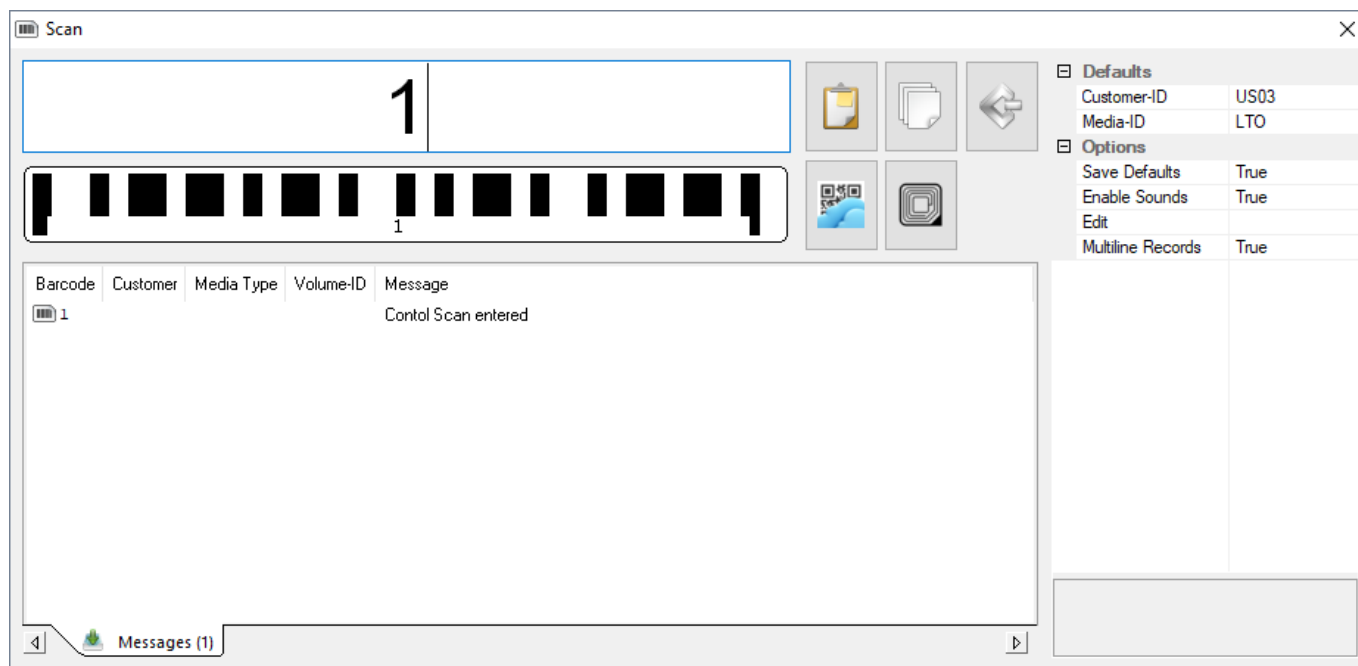 Scan
1
1
Barcode Customer Media Type Volume-ID Message
1 Contol Scan entered
Messages (1)
Defaults
Customer-ID US03
Media-ID LTO
Options
Save Defaults True
Enable Sounds True
Edit
Multiline Records True